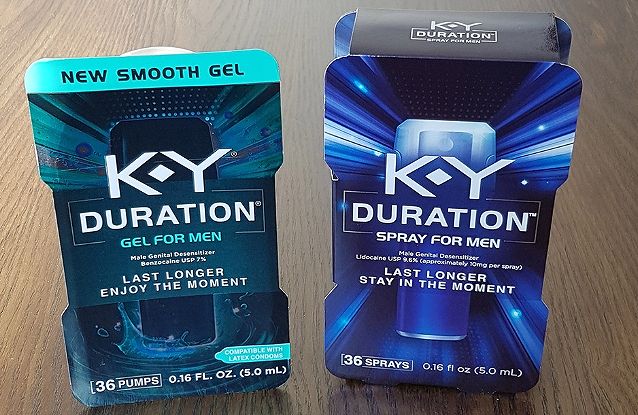 NEW SMOOTH GEL
K-Y®
DURATION®
GEL FOR MEN
Male Genital Desensitizer
Benzocaine USP 7%
LAST LONGER
ENJOY THE MOMENT
COMPATIBLE WITH
LATEX CONDOMS
36 PUMPS 0.16 FL. OZ. (5.0 mL)
K-Y
DURATION™
SPRAY FOR MEN
K-Y
DURATION™
SPRAY FOR MEN
Male Genital Desensitizer
Lidocaine USP 9.6% (approximately 10mg per spray)
LAST LONGER
STAY IN THE MOMENT
36 SPRAYS 0.16 fl oz (5.0 mL)